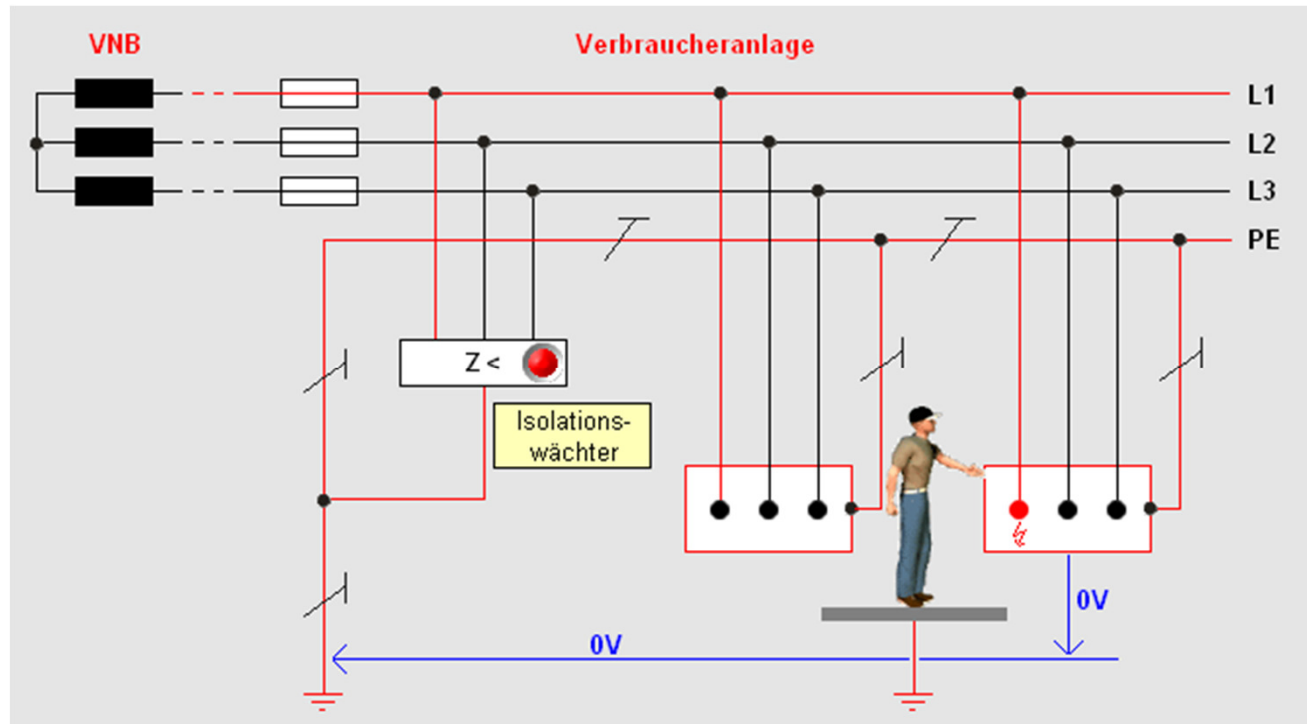 VNB
Verbraucheranlage
L1
L2
L3
PE
Z <
Isolations-
wächter
0V
0V